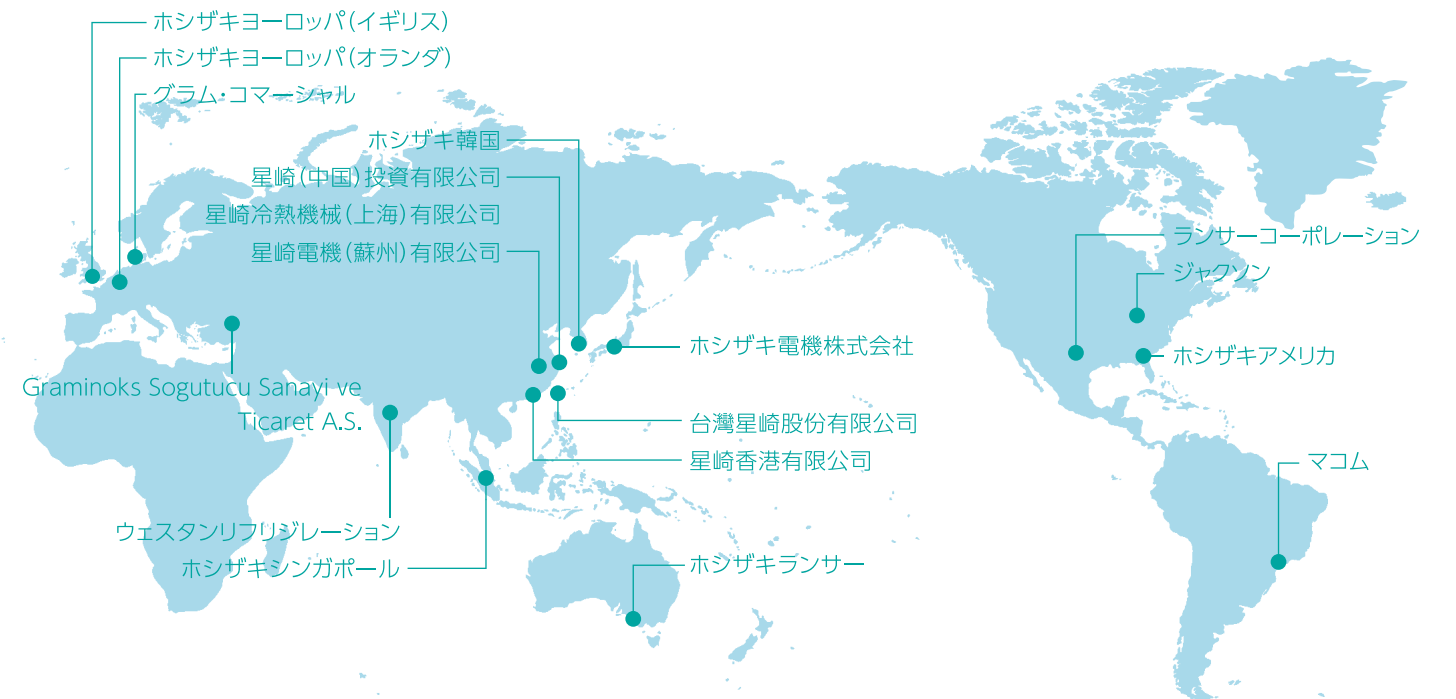 ホシザキヨーロッパ(イギリス)
ホシザキヨーロッパ(オランダ)
グラム・コマーシャル
ホシザキ韓国
星崎(中国)投資有限公司
星崎冷熱機械(上海)有限公司
星崎電機(蘇州)有限公司
Graminoks Sogutucu Sanayi ve
Ticaret A.S.
ウェスタンリフリジレーション
ホシザキシンガポール
ホシザキ電機株式会社
台灣星崎股份有限公司
星崎香港有限公司
ホシザキランサー
ランサーコーポレーション
ジャクソン
ホシザキアメリカ
マコム